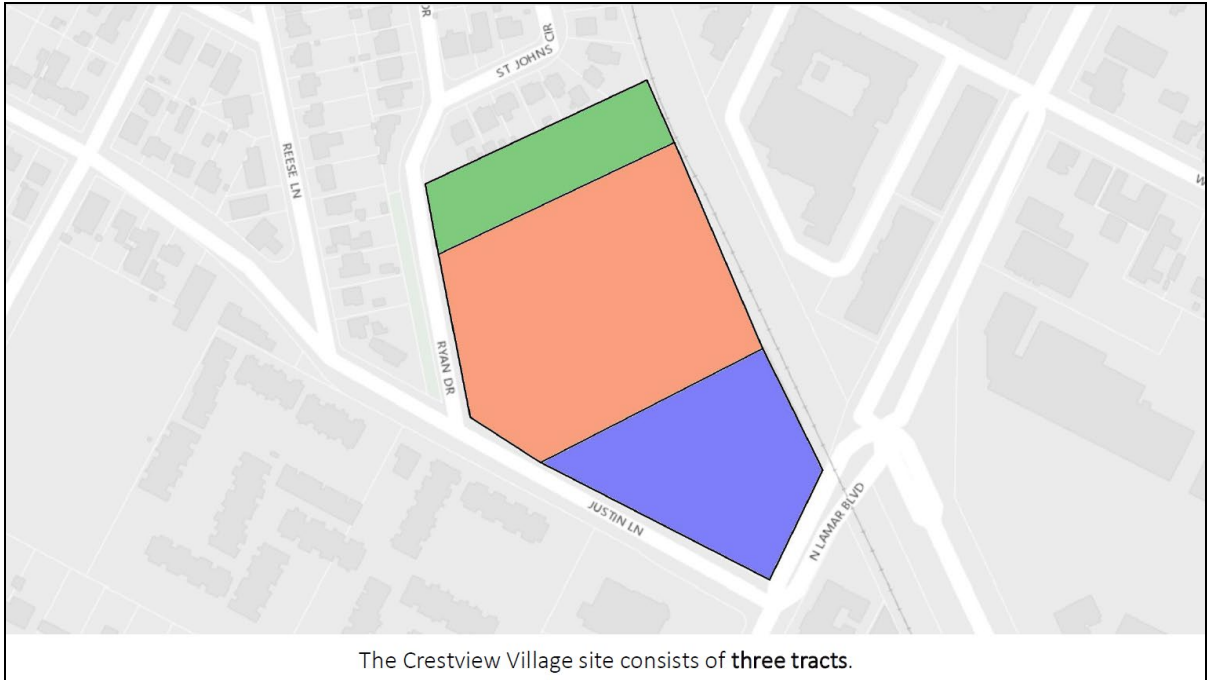 DR
ST JOHNS
CIR
REESE LN
RYAN DR
JUSTIN LN
N LAMAR BLVD
W
The Crestview Village site consists of three tracts.